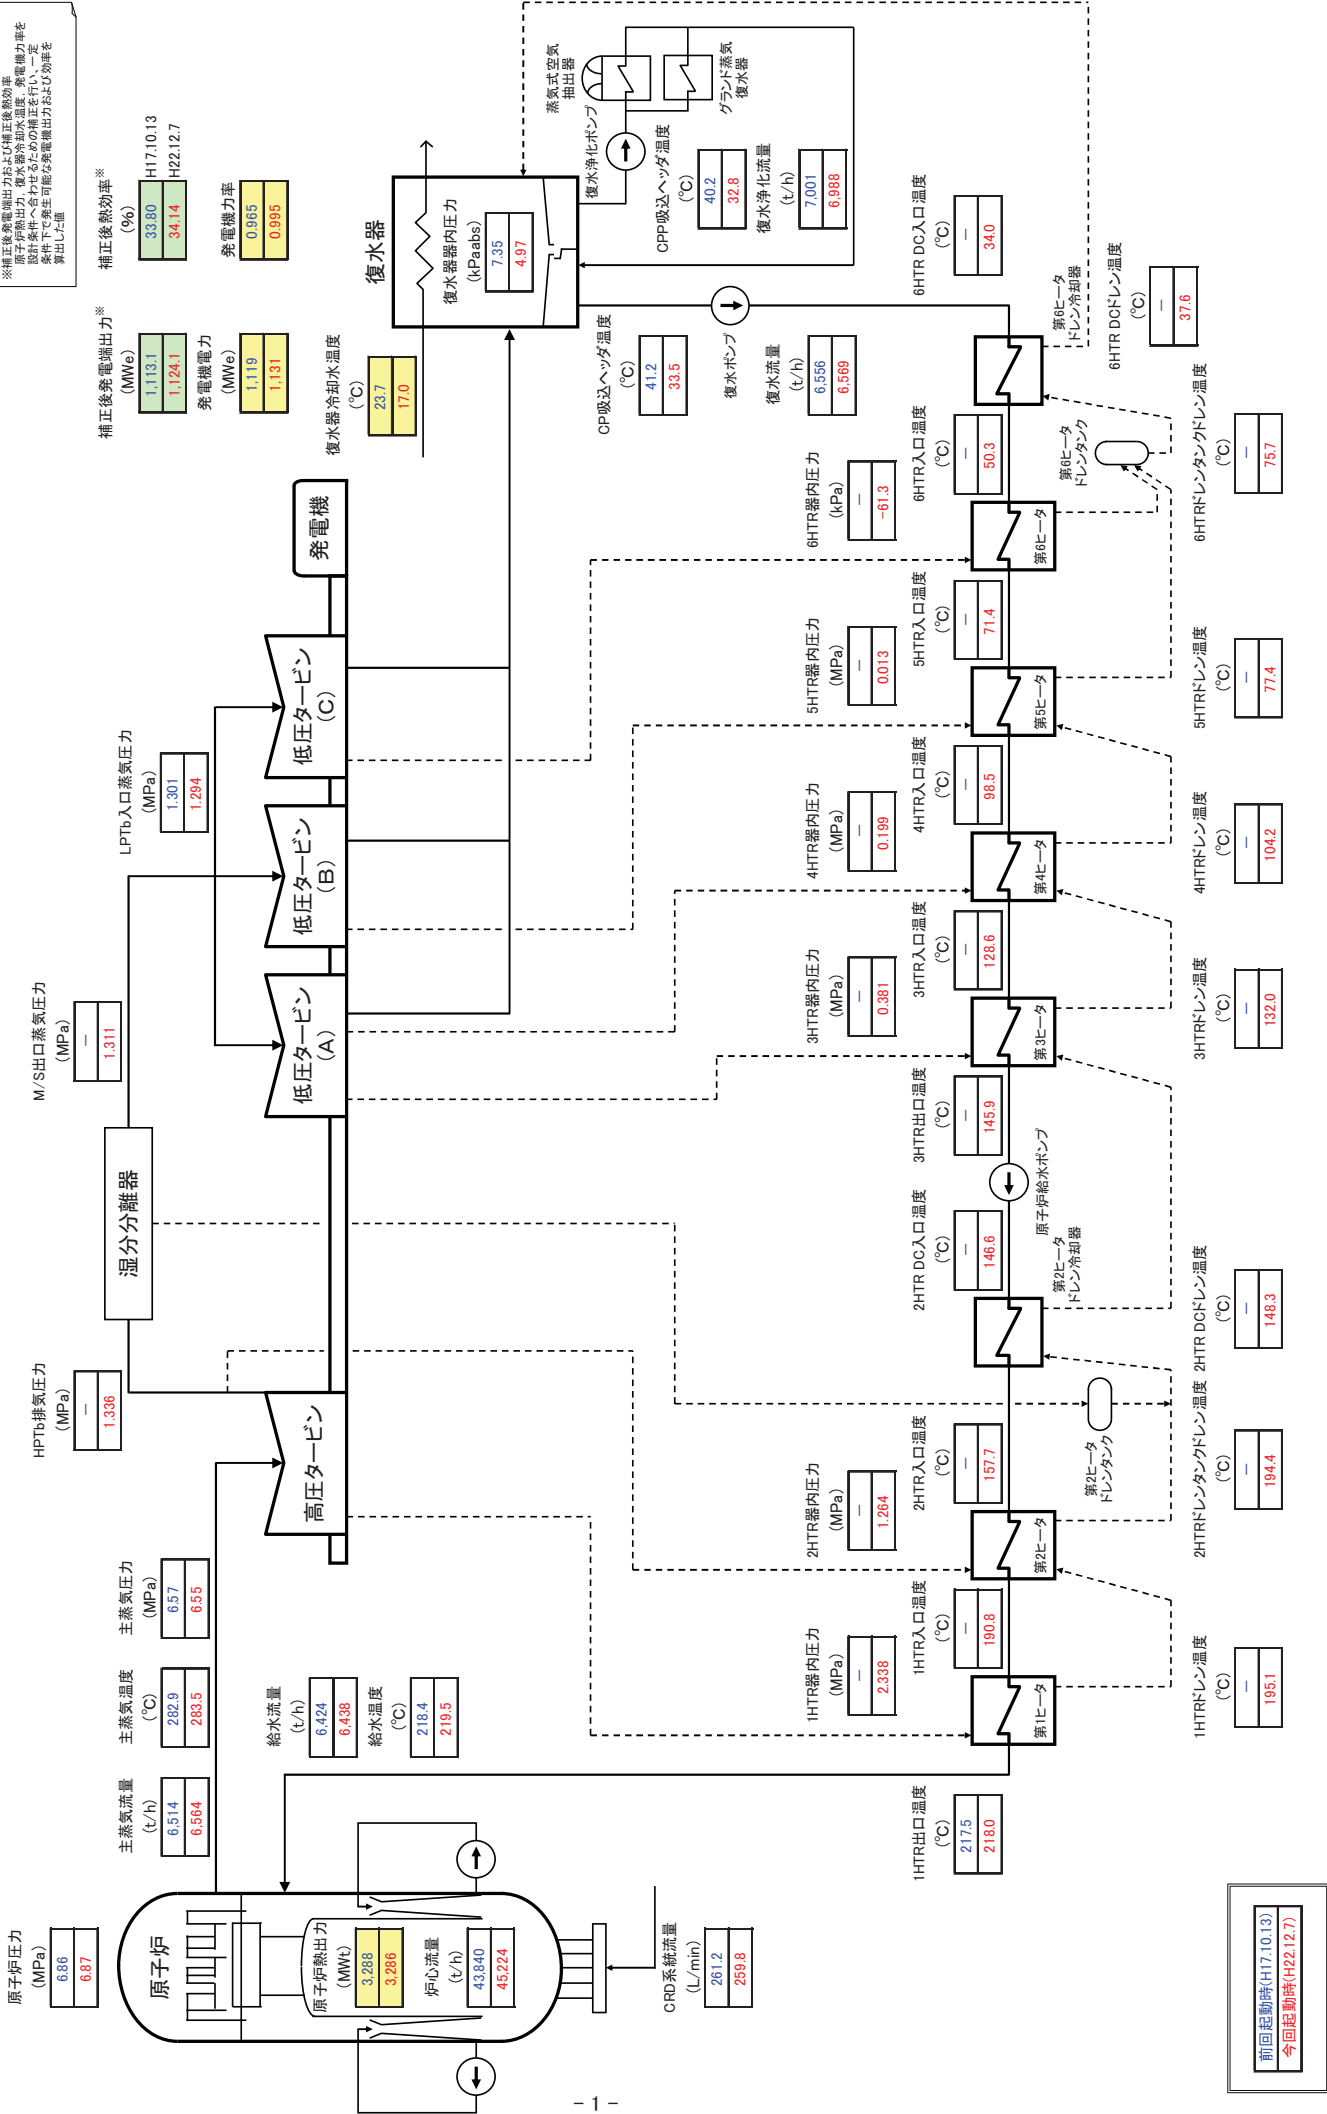 ※補正後発電端出力および補正後熱効率
原子炉熱出力，復水器冷却水温度，発電機力率を
設計条件へ合わせるための補正を行い、一定
条件下で発生可能な発電機出力および効率を
算出した値
補正後発電端出力※
(MWe)
1,113.1
1,124.1
補正後熱効率※
(%)
33.80
34.14
H17.10.13
H22.12.7
発電機電力
(MWe)
1,119
1,131
発電機力率
0.965
0.995
原子炉圧力
(MPa)
6.86
6.87
主蒸気流量
(t/h)
6,514
6,564
主蒸気温度
(℃)
282.9
283.5
主蒸気圧力
(MPa)
6.57
6.55
HPTb排気圧力
(MPa)
－
1.336
湿分分離器
M/S出口蒸気圧力
(MPa)
－
1.311
LPTb入口蒸気圧力
(MPa)
1.301
1.294
原子炉
原子炉熱出力
(MWt)
3,288
3,286
炉心流量
(t/h)
43,840
45,224
CRD系統流量
(L/min)
261.2
259.8
給水流量
(t/h)
6,424
6,438
給水温度
(℃)
218.4
219.5
高圧タービン
低圧タービン
(A)
低圧タービン
(B)
低圧タービン
(C)
発電機
復水器冷却水温度
(℃)
23.7
17.0
復水器
復水器器内圧力
(kPaabs)
7.35
4.97
蒸気式空気
抽出器
グランド蒸気
復水器
復水浄化ポンプ
CPP吸込ヘッダ温度
(℃)
40.2
32.8
復水浄化流量
(t/h)
7,001
6,988
CP吸込ヘッダ温度
(℃)
41.2
33.5
復水ポンプ
復水流量
(t/h)
6,556
6,569
1HTR器内圧力
(MPa)
－
2.338
2HTR器内圧力
(MPa)
－
1.264
3HTR器内圧力
(MPa)
－
0.381
4HTR器内圧力
(MPa)
－
0.199
5HTR器内圧力
(MPa)
－
0.013
6HTR器内圧力
(kPa)
－
-61.3
1HTR出口温度
(℃)
217.5
218.0
1HTR入口温度
(℃)
－
190.8
2HTR入口温度
(℃)
－
157.7
2HTR DC入口温度
(℃)
－
146.6
3HTR出口温度
(℃)
－
145.9
3HTR入口温度
(℃)
－
128.6
4HTR入口温度
(℃)
－
98.5
5HTR入口温度
(℃)
－
71.4
6HTR入口温度
(℃)
－
50.3
6HTR DC入口温度
(℃)
－
34.0
第1ヒータ
第2ヒータ
第2ヒータ
ドレン冷却器
原子炉給水ポンプ
第3ヒータ
第4ヒータ
第5ヒータ
第6ヒータ
第6ヒータ
ドレン冷却器
第2ヒータ
ドレンタンク
第6ヒータ
ドレンタンク
1HTRドレン温度
(℃)
－
195.1
2HTRドレンタンクドレン温度
(℃)
－
194.4
2HTR DCドレン温度
(℃)
－
148.3
3HTRドレン温度
(℃)
－
132.0
4HTRドレン温度
(℃)
－
104.2
5HTRドレン温度
(℃)
－
77.4
6HTRドレンタンクドレン温度
(℃)
－
75.7
6HTR DCドレン温度
(℃)
－
37.6
前回起動時(H17.10.13)
今回起動時(H22.12.7)
- 1 -